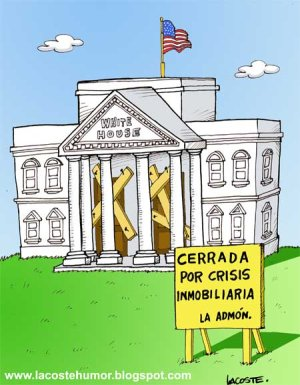 WHITE
HOUSE
CERRADA
POR CRISIS
INMOBILIARIA
LA ADMÓN.
LACOSTE.
www.lacostehumor.blogspot.com